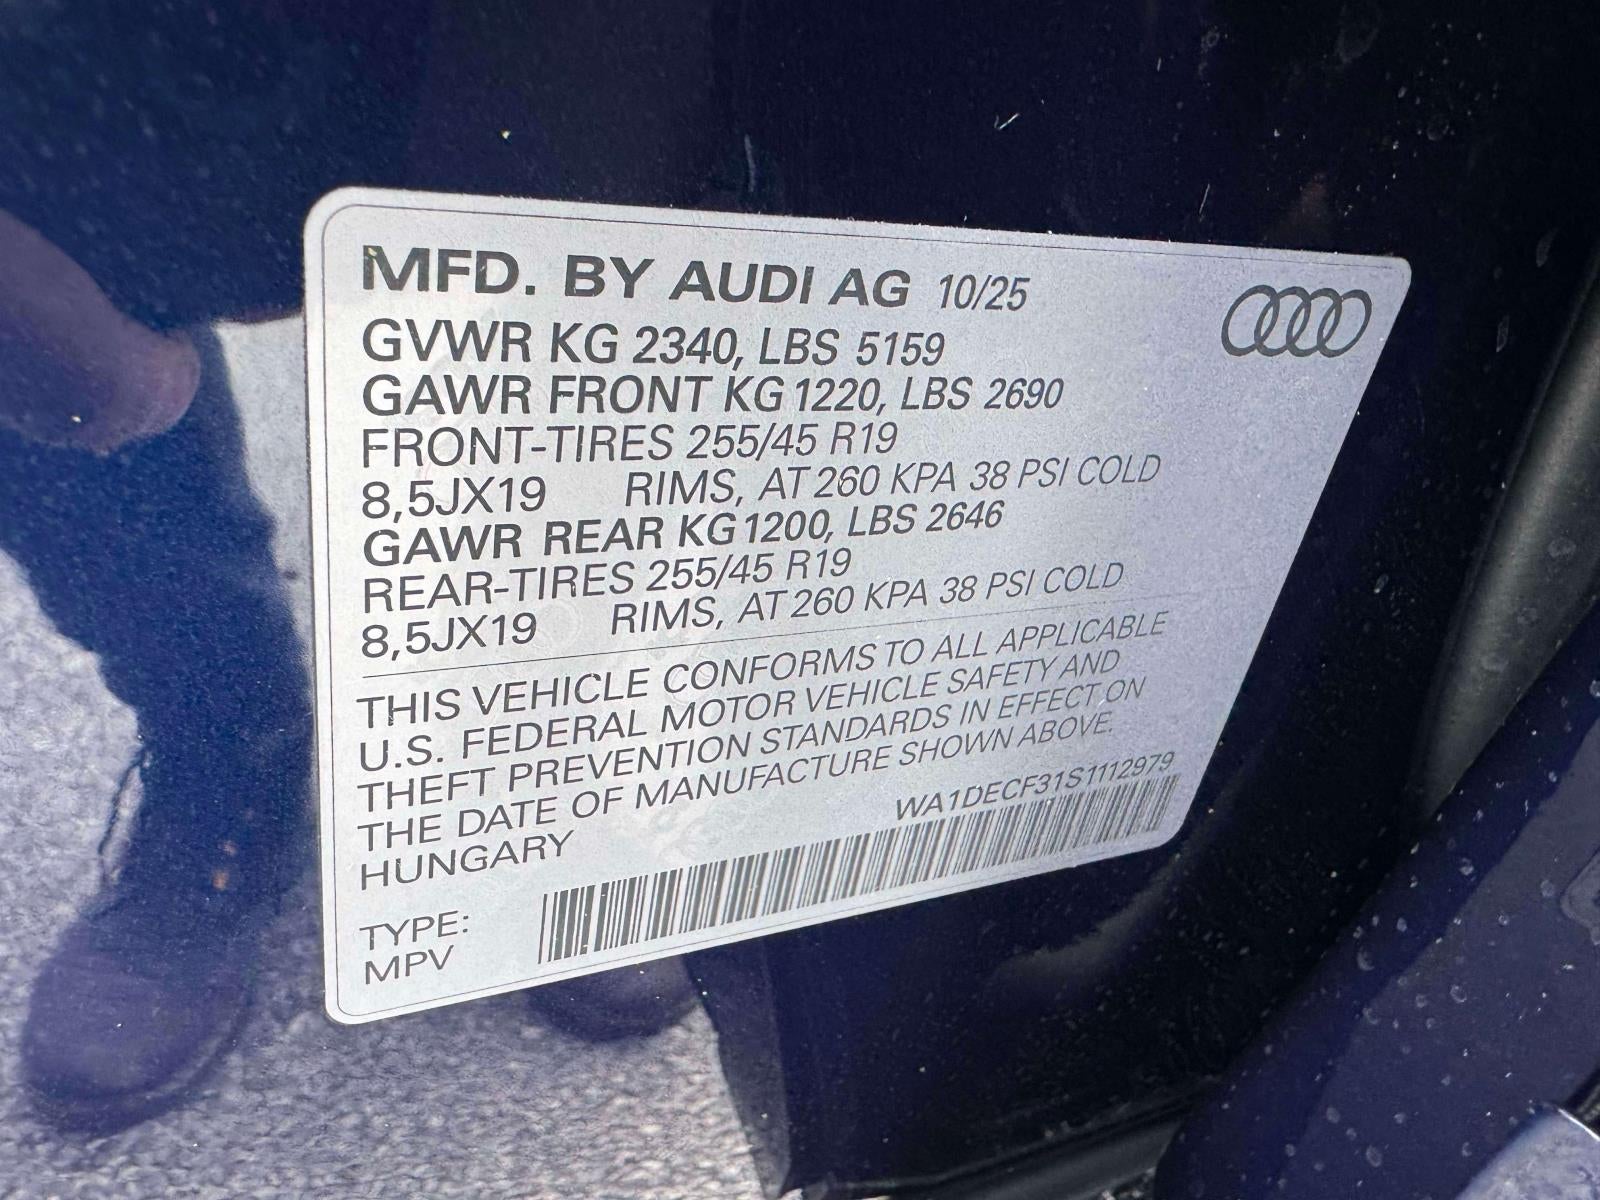 MFD. BY AUDI AG 10/25
GVWR KG 2340, LBS 5159
GAWR FRONT KG 1220, LBS 2690
FRONT-TIRES 255/45 R19
8,5JX19 RIMS, AT 260 KPA 38 PSI COLD
GAWR REAR KG 1200, LBS 2646
REAR-TIRES 255/45 R19
8,5JX19 RIMS, AT 260 KPA 38 PSI COLD
THIS VEHICLE CONFORMS TO ALL APPLICABLE
U.S. FEDERAL MOTOR VEHICLE SAFETY AND
THEFT PREVENTION STANDARDS IN EFFECT ON
THE DATE OF MANUFACTURE SHOWN ABOVE.
HUNGARY
WA1DECF31S1112979
TYPE:
MPV